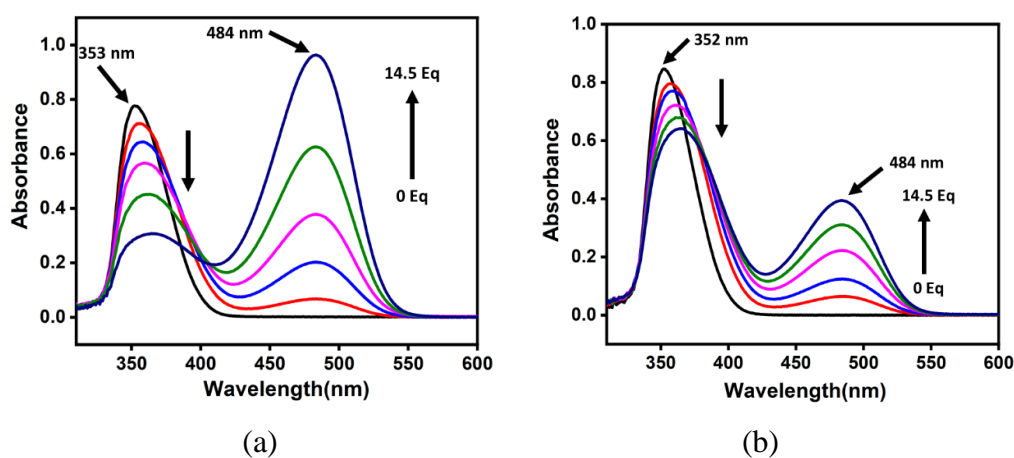 1.0
0.8
0.6
0.4
0.2
0.0
Absorbance
353 nm
484 nm
14.5 Eq
0 Eq
350 400 450 500 550 600
Wavelength(nm)
(a)
1.0
0.8
0.6
0.4
0.2
0.0
Absorbance
352 nm
484 nm
14.5 Eq
0 Eq
350 400 450 500 550 600
Wavelength(nm)
(b)